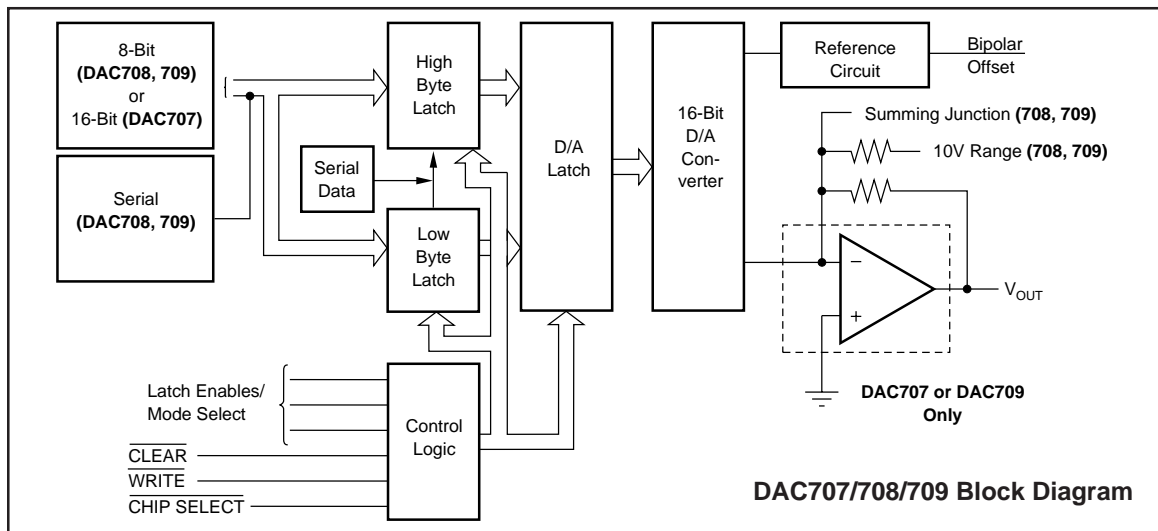 8-Bit
(DAC708, 709)
or
16-Bit (DAC707)
Serial
(DAC708, 709)
High
Byte
Latch
Serial
Data
Low
Byte
Latch
D/A
Latch
16-Bit
D/A
Con-
verter
Reference
Circuit
Bipolar
Offset
Summing Junction (708, 709)
10V Range (708, 709)
–
+
VOUT
DAC707 or DAC709
Only
Latch Enables/
Mode Select
CLEAR
WRITE
CHIP SELECT
Control
Logic
DAC707/708/709 Block Diagram